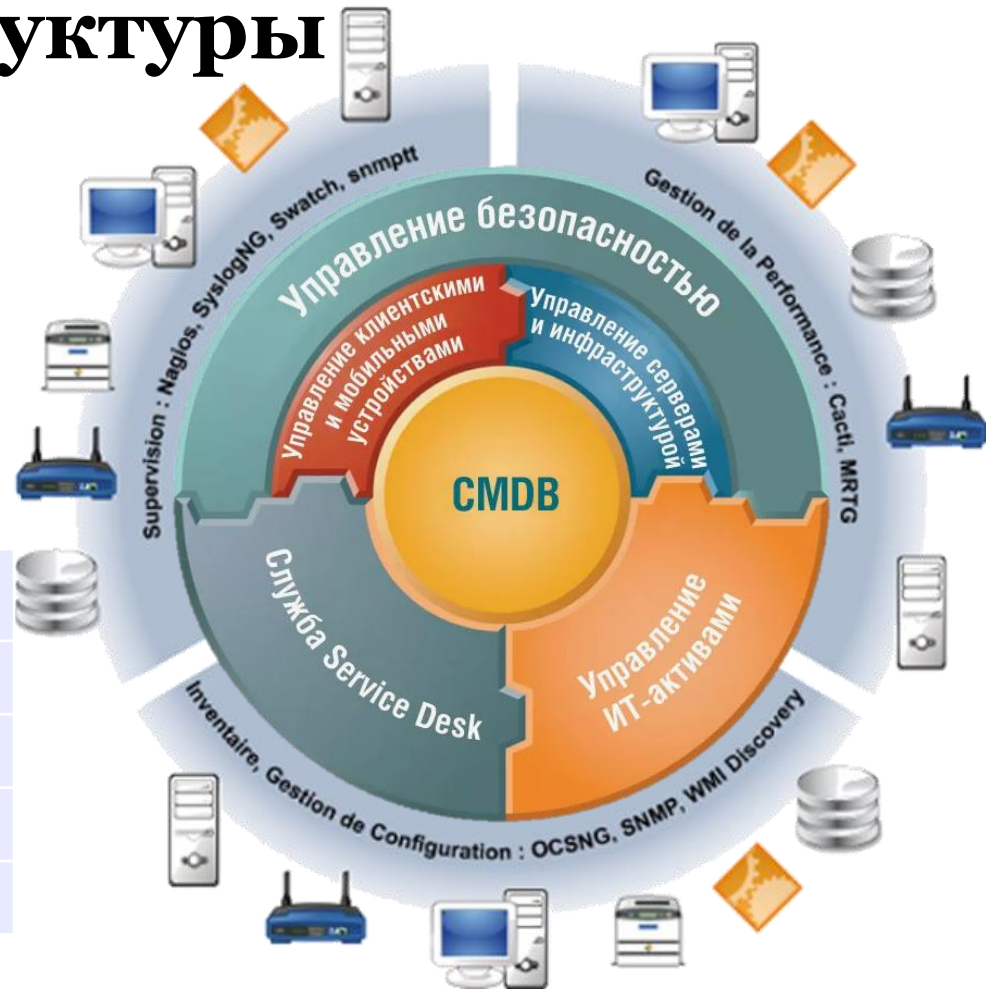 уктуры
Supervision : Nagios, SyslogNG, Swatch, snmptt
Gestion de la Performance : Cacti, MRTG
Управление безопасностью
Управление клиентскими
и мобильными
устройствами
Управление серверами
и инфраструктурой
CMDB
Служба Service Desk
Управление
ИТ-активами
Inventaire, Gestion de Configuration : OCSNG, SNMP, WMI Discovery